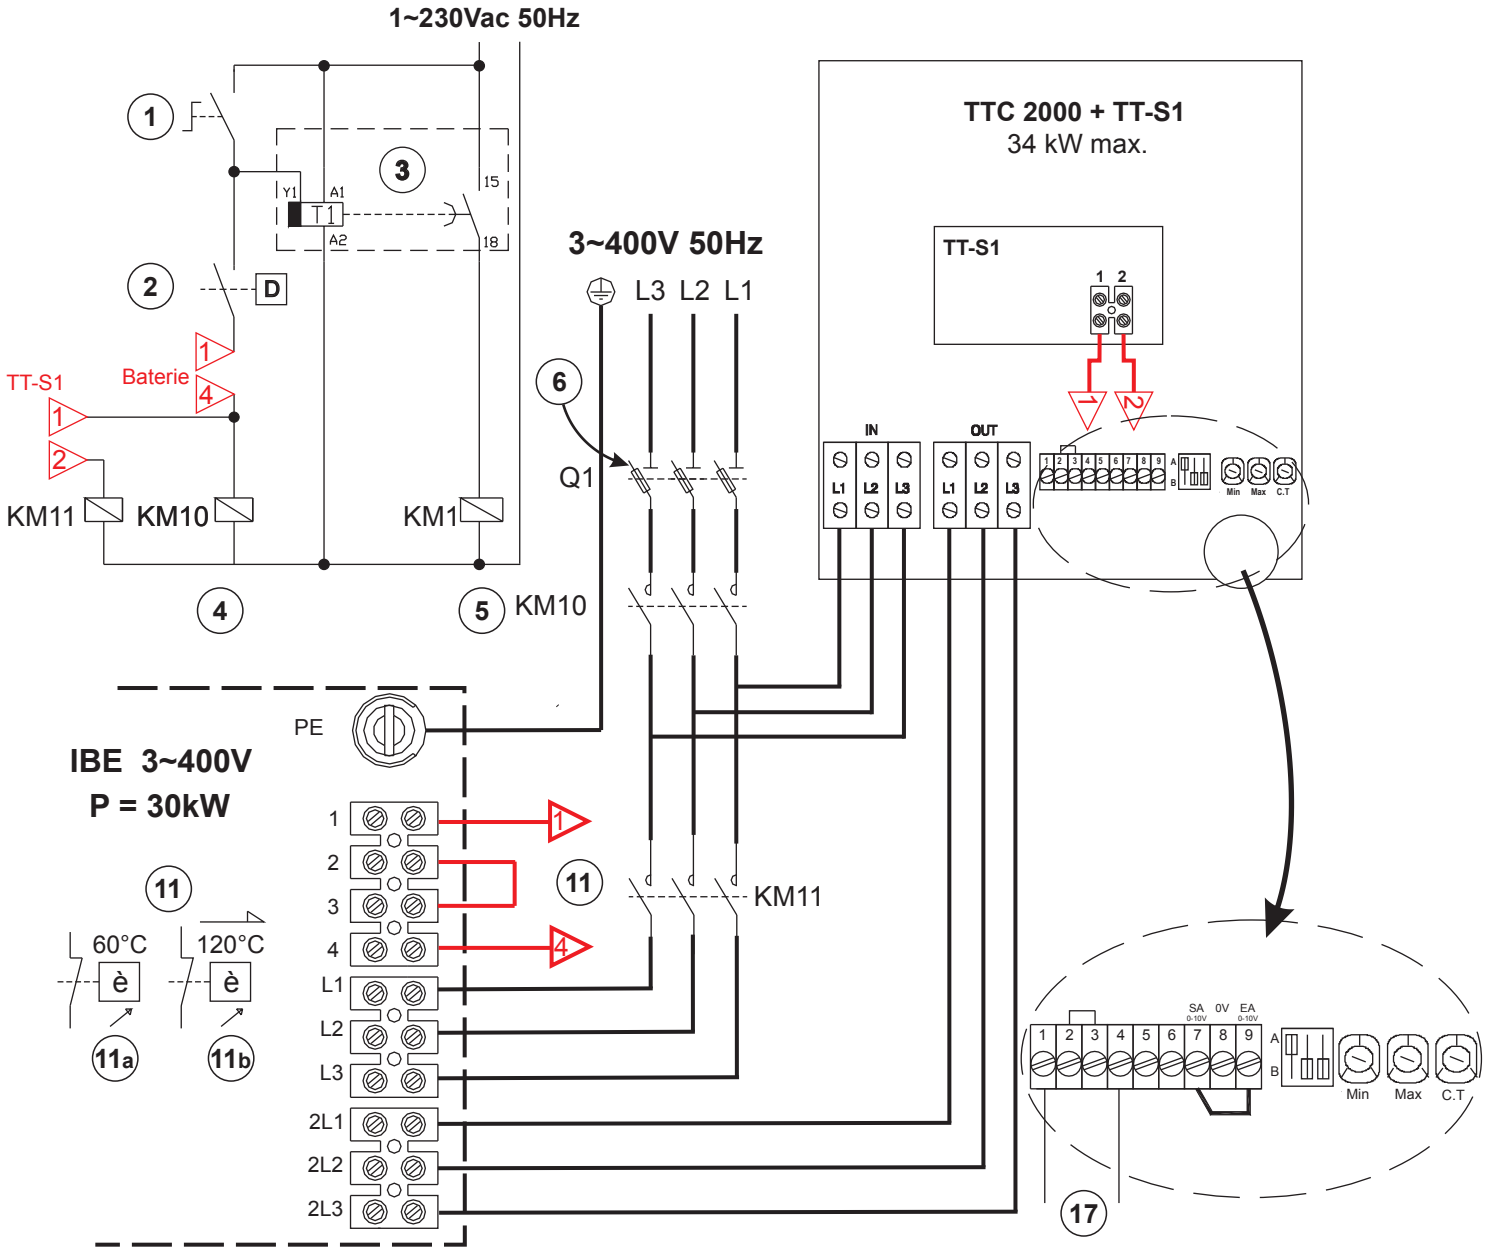 1~230Vac 50Hz
1
3
15
Y1
A1
T1
A2
18
2
D
1
Baterie
4
TT-S1
1
2
KM11
KM10
KM1
4
5
3~400V 50Hz
L3 L2 L1
6
Q1
KM10
TTC 2000 + TT-S1
34 kW max.
TT-S1
1 2
1
2
IN
OUT
L1 L2 L3
L1 L2 L3
1 2 3 4 5 6 7 8 9
A
B
Min Max C.T
PE
IBE 3~400V
P = 30kW
1
1
2
3
4
4
11
KM11
11
60°C
120°C
è
è
11a
11b
L1
L2
L3
2L1
2L2
2L3
SA 0V EA
0-10V 0-10V
1 2 3 4 5 6 7 8 9
A
B
Min Max C.T
17